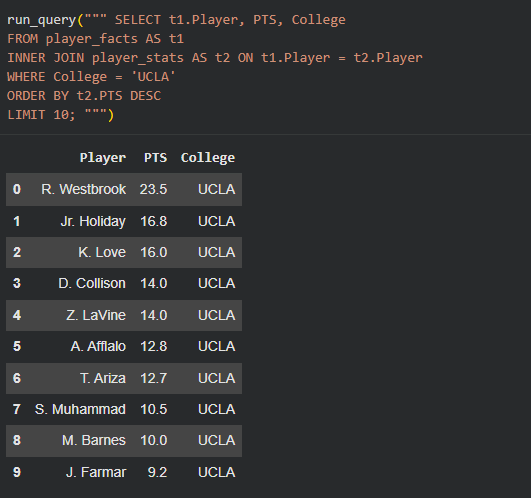 run_query(""" SELECT t1.Player, PTS, College
FROM player_facts AS t1
INNER JOIN player_stats AS t2 ON t1.Player = t2.Player
WHERE College = 'UCLA'
ORDER BY t2.PTS DESC
LIMIT 10; """)
Player PTS College
0 R. Westbrook 23.5 UCLA
1 Jr. Holiday 16.8 UCLA
2 K. Love 16.0 UCLA
3 D. Collison 14.0 UCLA
4 Z. LaVine 14.0 UCLA
5 A. Afflalo 12.8 UCLA
6 T. Ariza 12.7 UCLA
7 S. Muhammad 10.5 UCLA
8 M. Barnes 10.0 UCLA
9 J. Farmar 9.2 UCLA